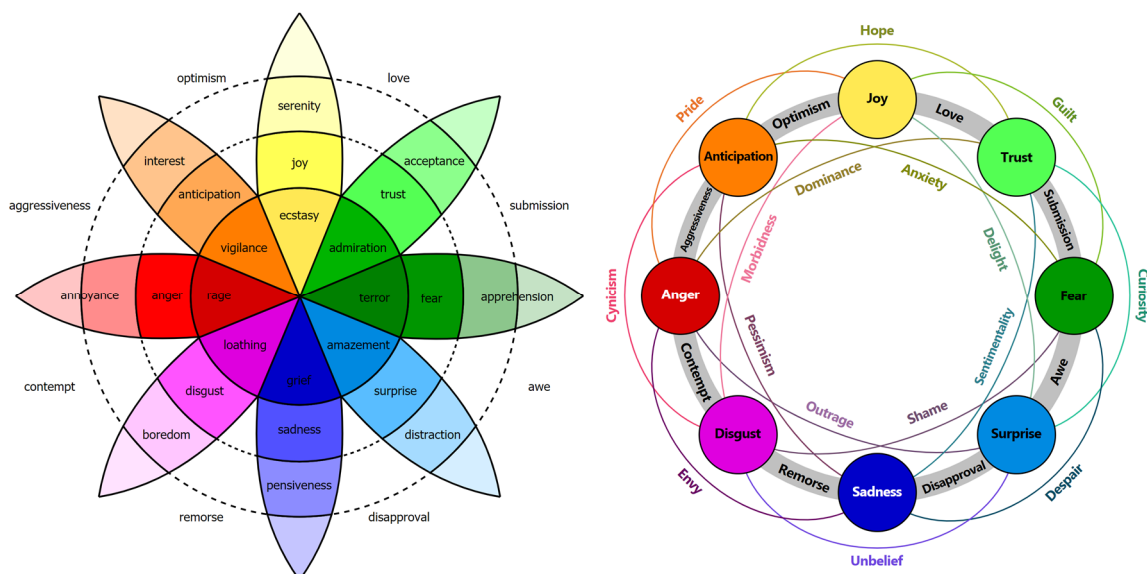 optimism
love
serenity
interest
joy
acceptance
anticipation
trust
aggressiveness
ecstasy
submission
vigilance
admiration
annoyance
anger
rage
terror
fear
apprehension
loathing
amazement
contempt
disgust
grief
surprise
awe
boredom
sadness
distraction
pensiveness
remorse
disapproval
Hope
Joy
Pride
Optimism
Love
Guilt
Anticipation
Trust
Dominance
Anxiety
Aggressiveness
Submission
Morbidness
Delight
Cynicism
Anger
Fear
Curiosity
Pessimism
Sentimentality
Contempt
Awe
Outrage
Shame
Disgust
Surprise
Envy
Remorse
Sadness
Disapproval
Despair
Unbelief